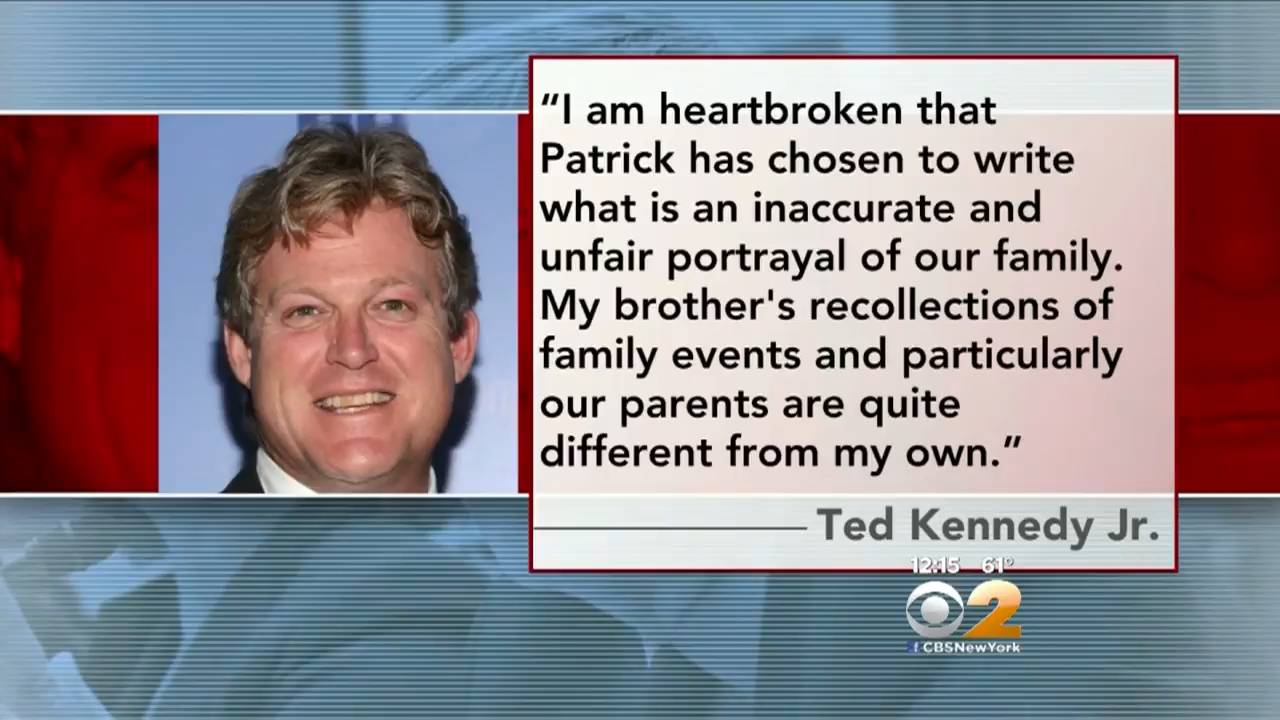 “I am heartbroken that
Patrick has chosen to write
what is an inaccurate and
unfair portrayal of our family.
My brother's recollections of
family events and particularly
our parents are quite
different from my own.”
Ted Kennedy Jr.
12:15 61°
2
f CBSNewYork